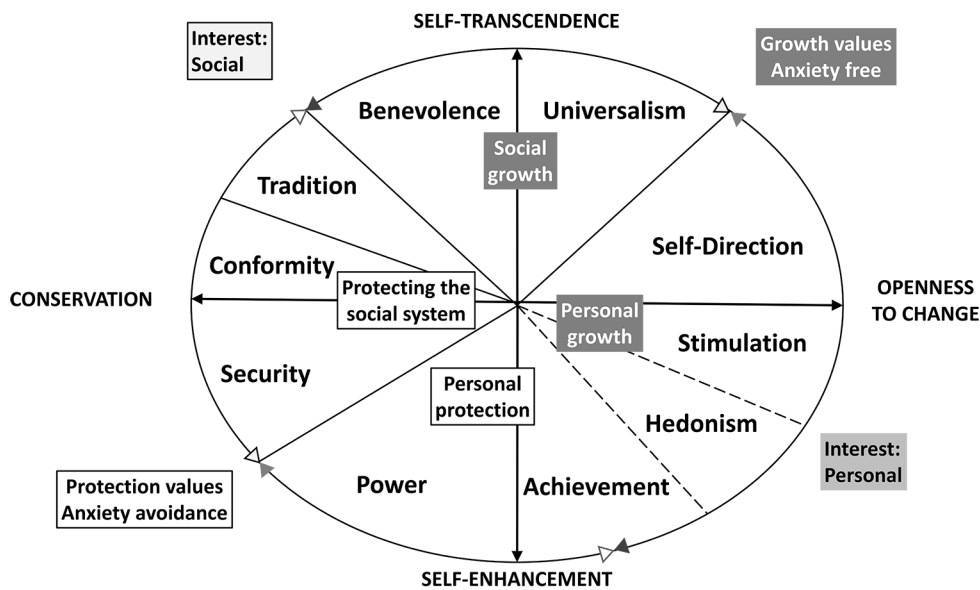 SELF-TRANSCENDENCE
Interest:
Social
Growth values
Anxiety free
Benevolence
Universalism
Social
growth
Tradition
Self-Direction
Conformity
CONSERVATION
Protecting the
social system
Personal
growth
OPENNESS
TO CHANGE
Stimulation
Security
Personal
protection
Hedonism
Interest:
Personal
Protection values
Anxiety avoidance
Power
Achievement
SELF-ENHANCEMENT